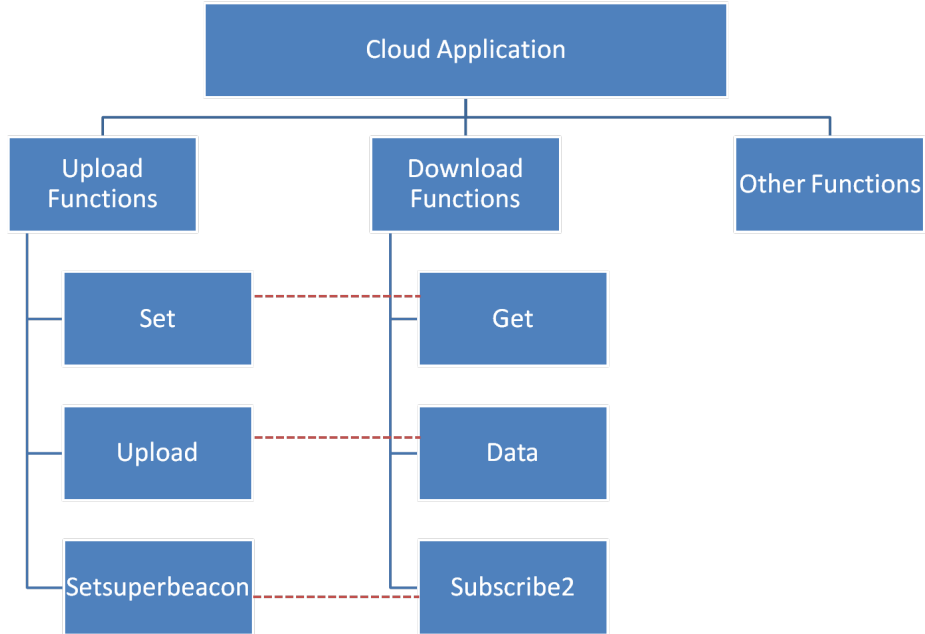 Cloud Application
Upload
Functions
Download
Functions
Other Functions
Set
Get
Upload
Data
Setsuperbeacon
Subscribe2